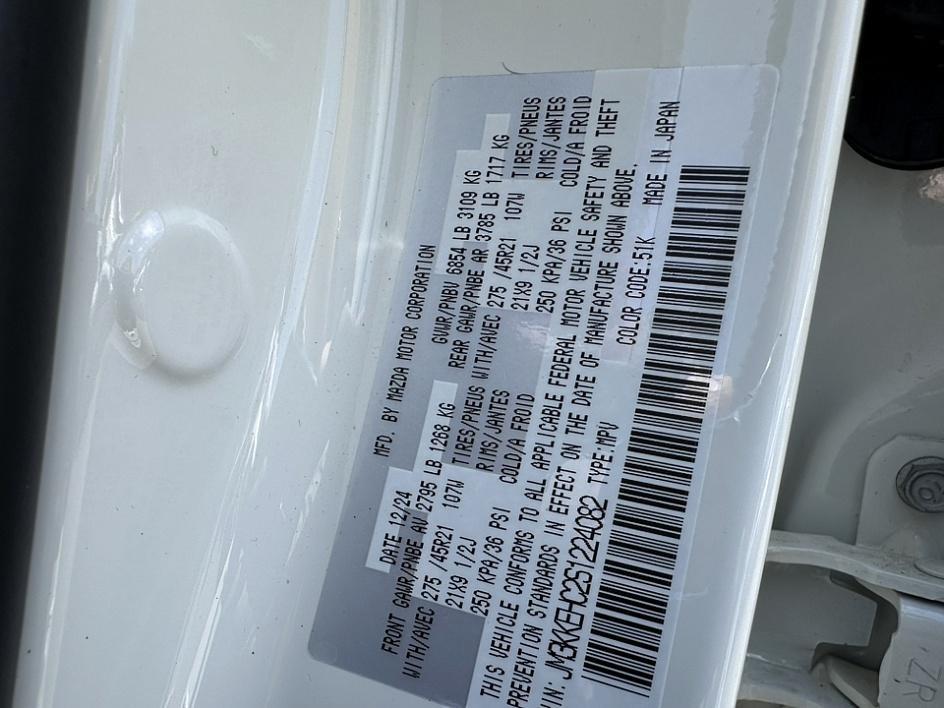 MFD. BY MAZDA MOTOR CORPORATION
DATE 12/24 GVWR/PNBV 6854 LB 3109 KG
FRONT GAWR/PNBE AV 2795 LB 1268 KG REAR GAWR/PNBE AR 3785 LB 1717 KG
WITH/AVEC 275 /45R21 107W TIRES/PNEUS WITH/AVEC 275 /45R21 107W TIRES/PNEUS
21X9 1/2J RIMS/JANTES 21X9 1/2J RIMS/JANTES
250 KPA/36 PSI COLD/A FROID 250 KPA/36 PSI COLD/A FROID
THIS VEHICLE CONFORMS TO ALL APPLICABLE FEDERAL MOTOR VEHICLE SAFETY AND THEFT
PREVENTION STANDARDS IN EFFECT ON THE DATE OF MANUFACTURE SHOWN ABOVE.
IN: JM3KKEHC2S1224082 TYPE:MPV COLOR CODE:51K MADE IN JAPAN
ZR